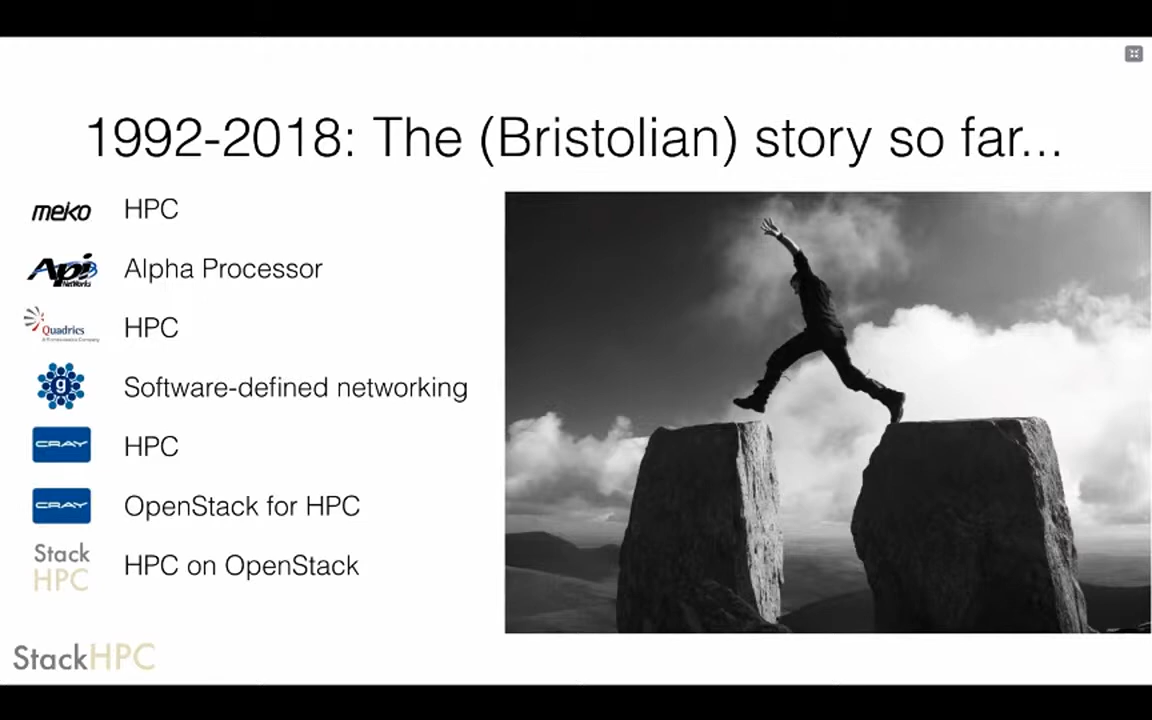 1992-2018: The (Bristolian) story so far...
meko HPC
Api
NetWorks
Alpha Processor
Quadrics
HPC
g
Software-defined networking
CRAY HPC
CRAY OpenStack for HPC
Stack
HPC
HPC on OpenStack
StackHPC